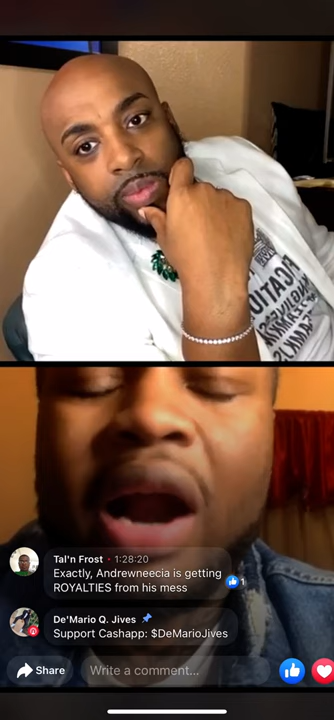 Tal'n Frost · 1:28:20
Exactly, Andrewneecia is getting
ROYALTIES from his mess
1
De'Mario Q. Jives
Support Cashapp: $DeMarioJives
Share
Write a comment...